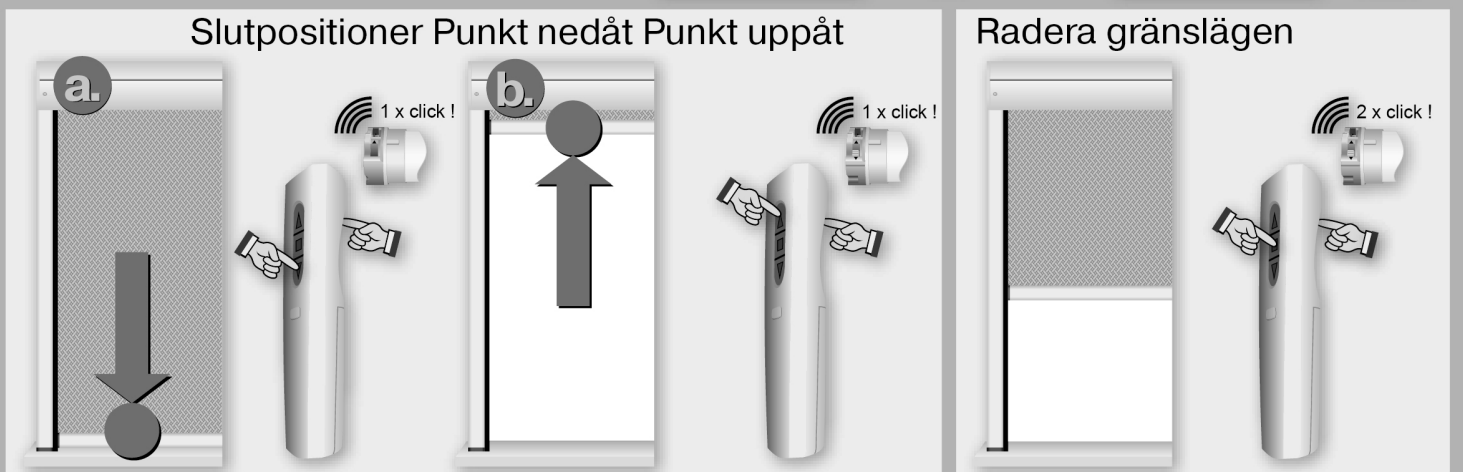 Slutpositioner Punkt nedåt Punkt uppåt
a.
1 x click !
b.
1 x click !
Radera gränslägen
2 x click !